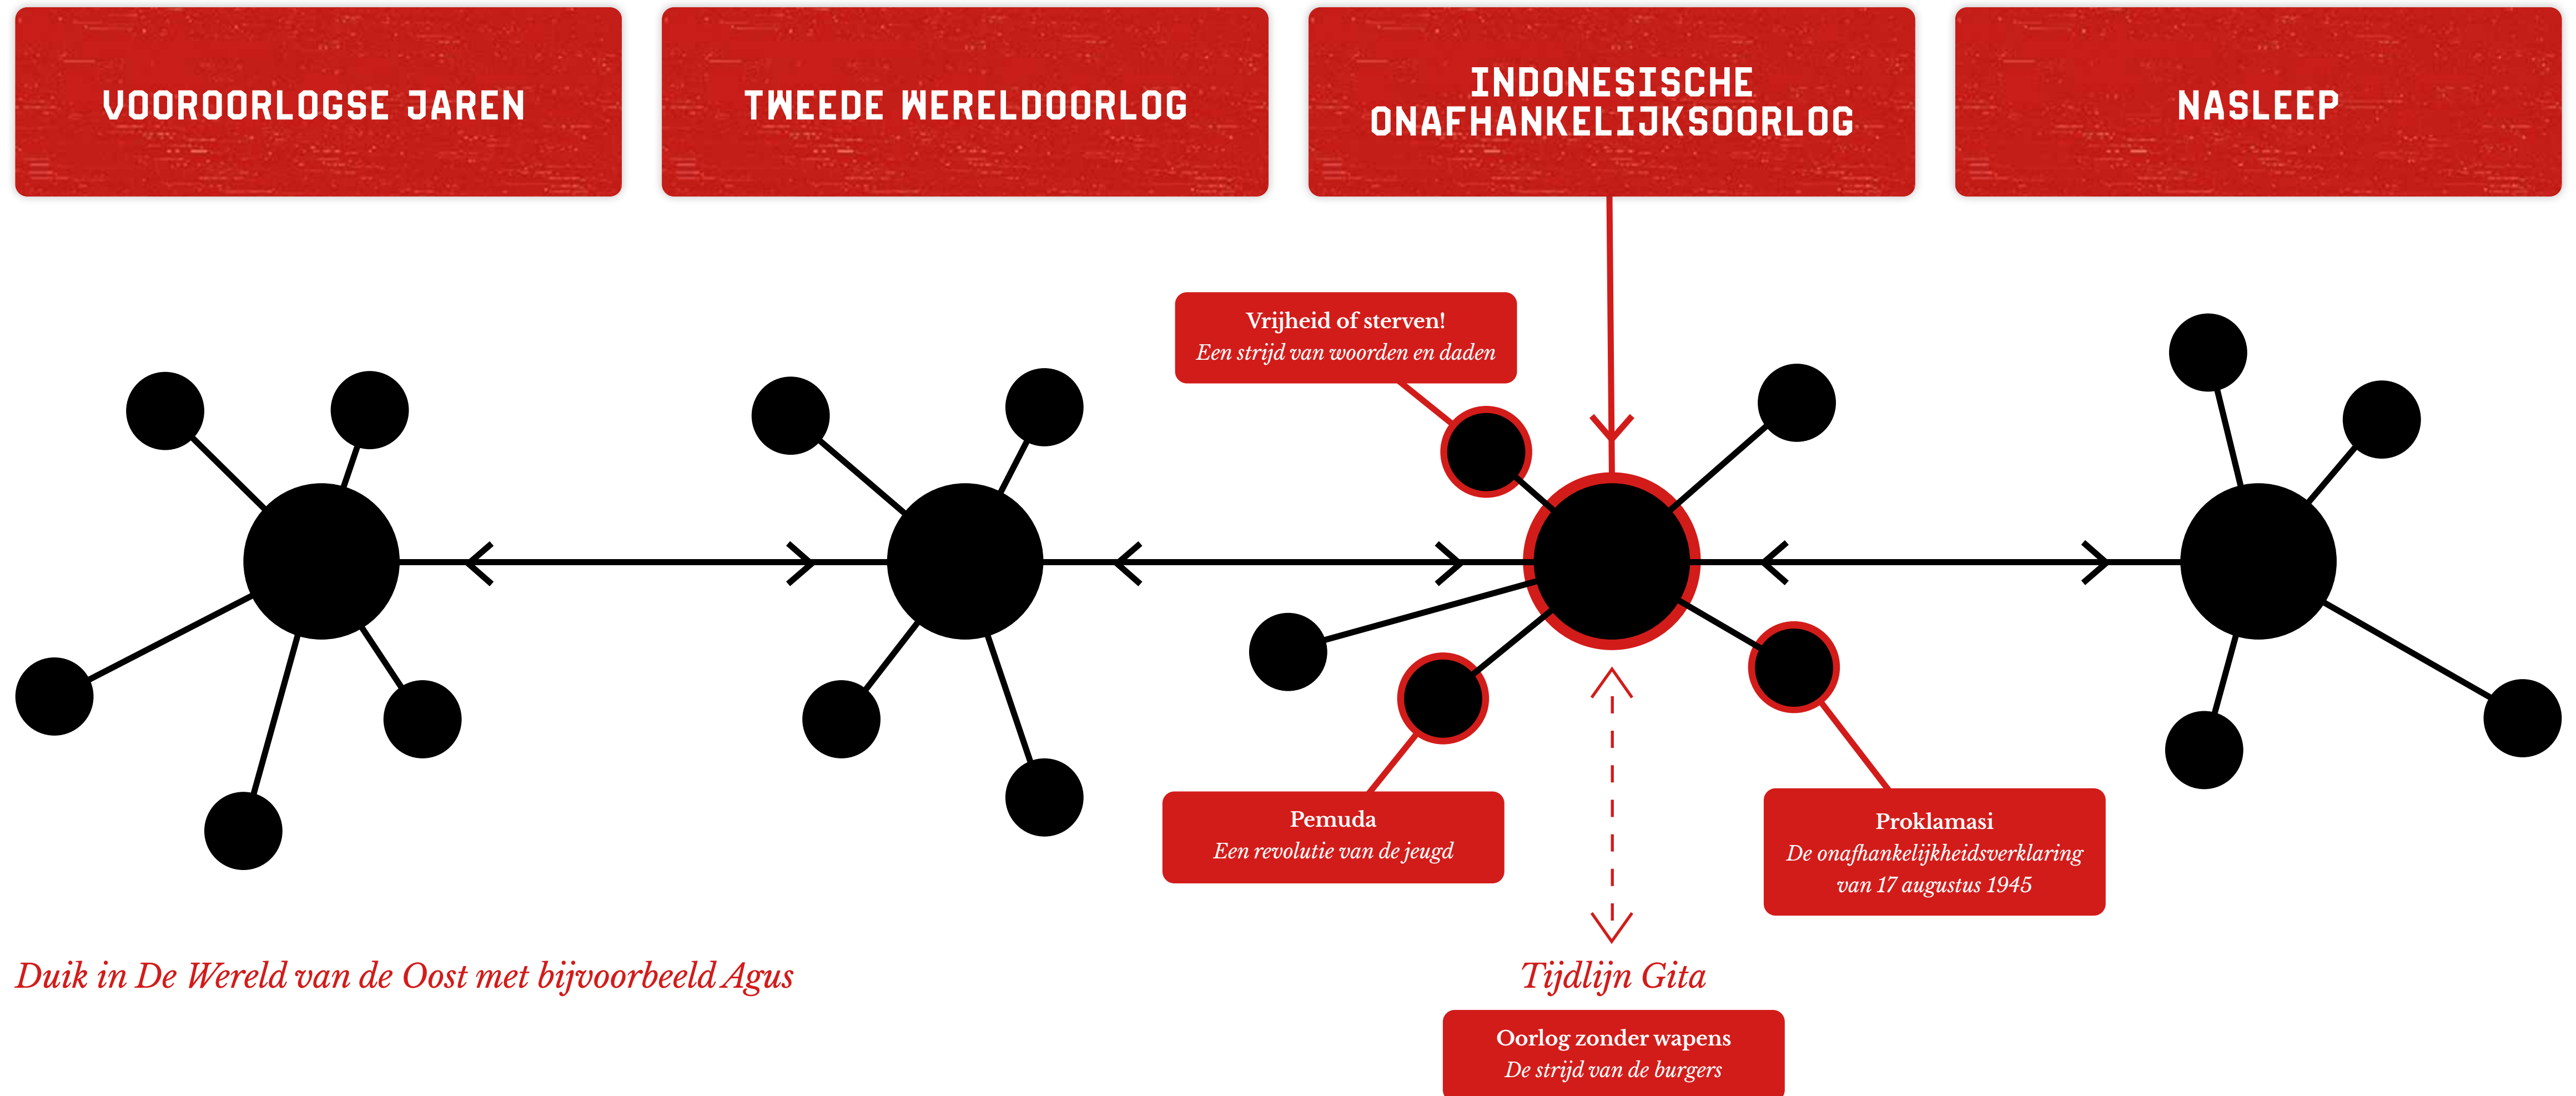 VOOROORLOGSE JAREN
TWEEDE WERELDOORLOG
INDONESISCHE
ONAFHANKELIJKSOORLOG
NASLEEP
Vrijheid of sterven!
Een strijd van woorden en daden
Pemuda
Een revolutie van de jeugd
Proklamasi
De onafhankelijkheidsverklaring
van 17 augustus 1945
Duik in De Wereld van de Oost met bijvoorbeeld Agus
Tijdlijn Gita
Oorlog zonder wapens
De strijd van de burgers